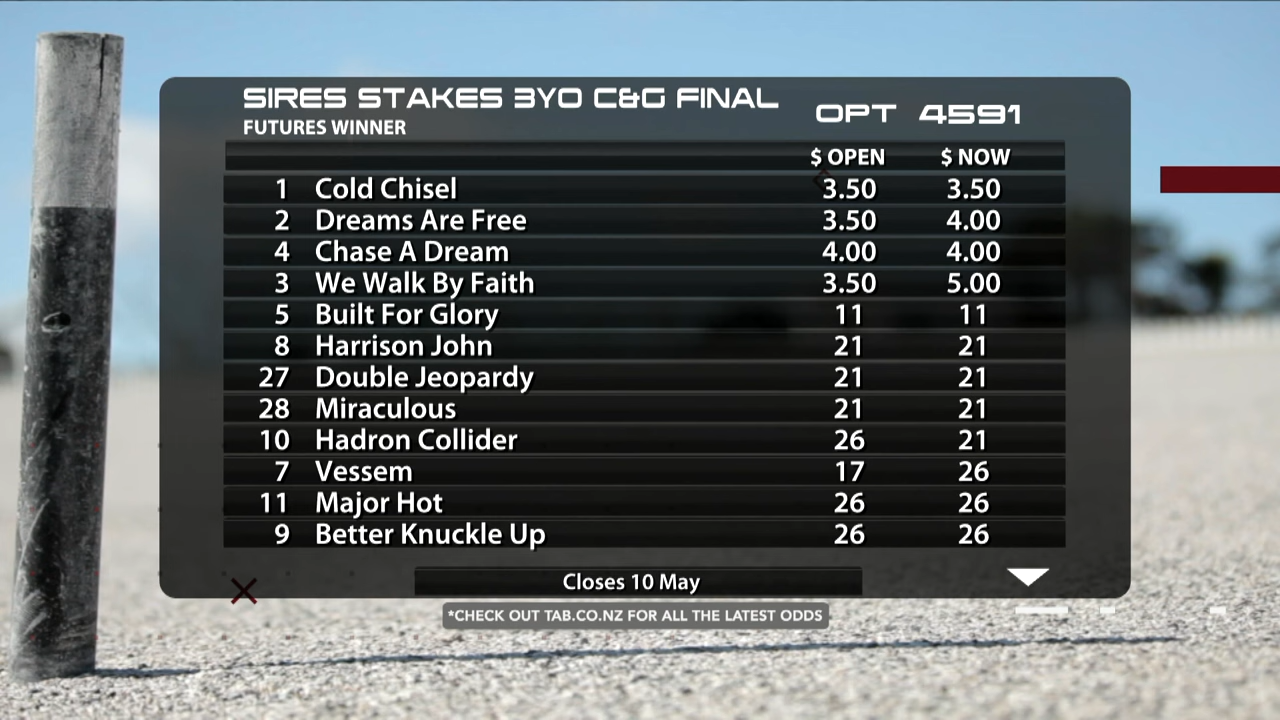 SIRES STAKES 3YO C&G FINAL OPT 4591
FUTURES WINNER
$ OPEN $ NOW
1 Cold Chisel 3.50 3.50
2 Dreams Are Free 3.50 4.00
4 Chase A Dream 4.00 4.00
3 We Walk By Faith 3.50 5.00
5 Built For Glory 11 11
8 Harrison John 21 21
27 Double Jeopardy 21 21
28 Miraculous 21 21
10 Hadron Collider 26 21
7 Vessem 17 26
11 Major Hot 26 26
9 Better Knuckle Up 26 26
Closes 10 May
*CHECK OUT TAB.CO.NZ FOR ALL THE LATEST ODDS